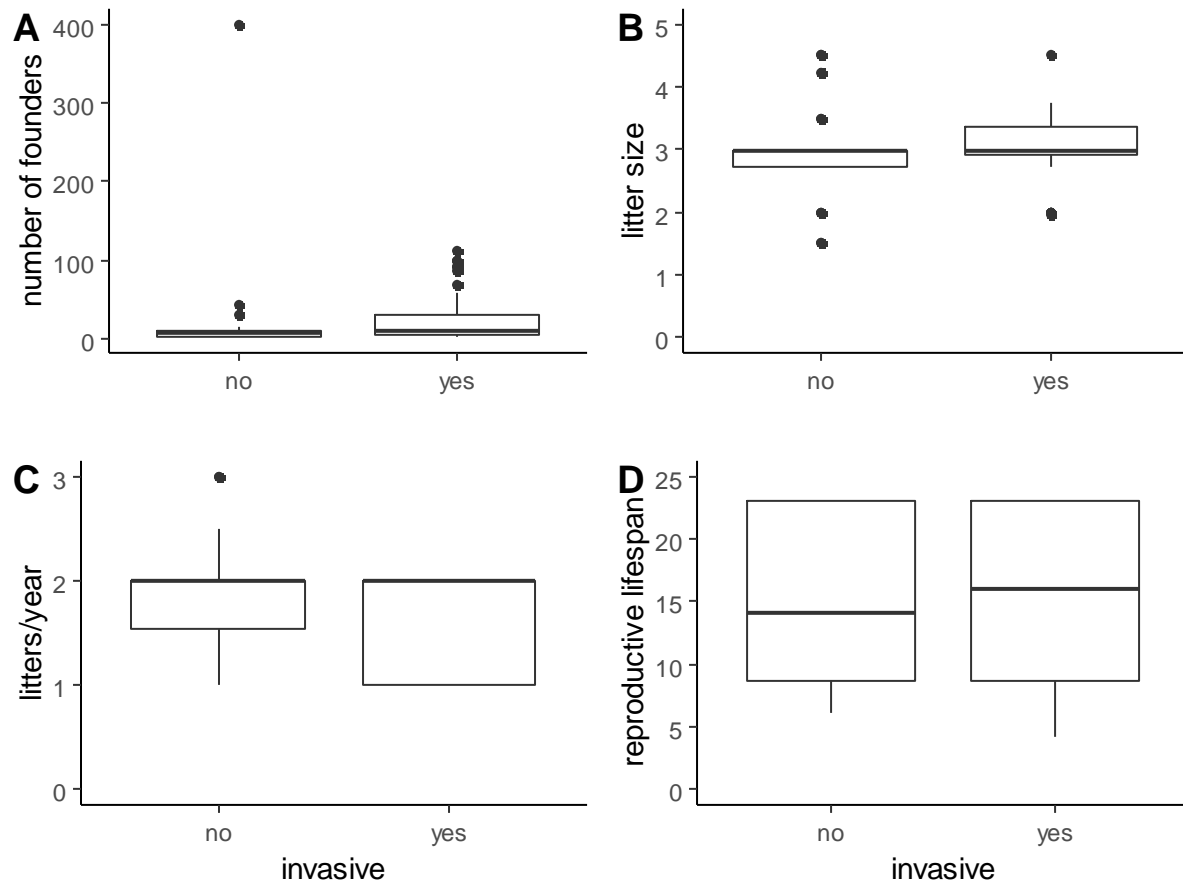 A
number of founders
400
300
200
100
0
no
yes
B
litter size
5
4
3
2
1
0
no
yes
C
litters/year
3
2
1
0
no
yes
invasive
D
reproductive lifespan
25
20
15
10
5
0
no
yes
invasive